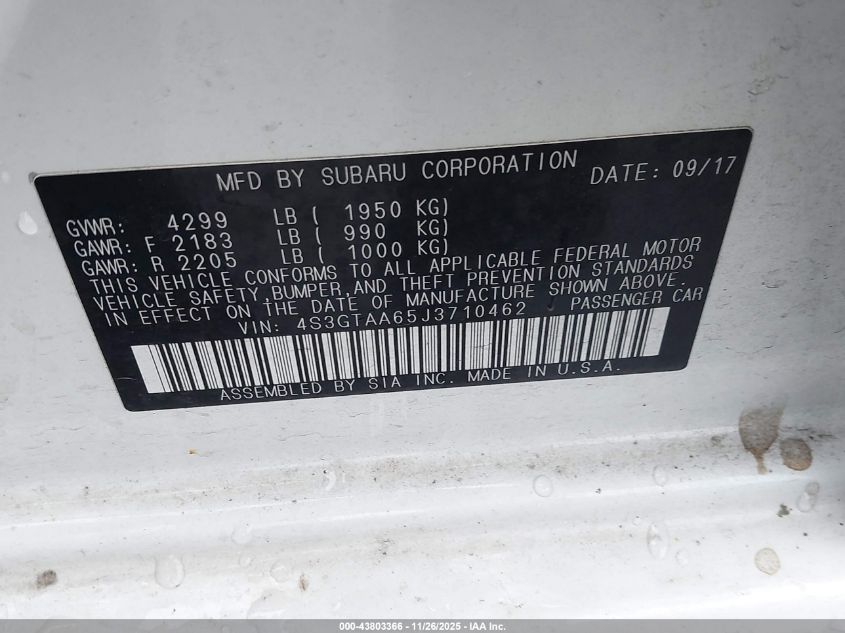 MFD BY SUBARU CORPORATION DATE: 09/17
GVWR: 4299 LB ( 1950 KG)
GAWR: F 2183 LB ( 990 KG)
GAWR: R 2205 LB ( 1000 KG)
THIS VEHICLE CONFORMS TO ALL APPLICABLE FEDERAL MOTOR
VEHICLE SAFETY,BUMPER,AND THEFT PREVENTION STANDARDS
IN EFFECT ON THE DATE OF MANUFACTURE SHOWN ABOVE.
VIN: 4S3GTAA65J3710462 PASSENGER CAR
ASSEMBLED BY SIA INC. MADE IN U.S.A.
000-43803366 - 11/26/2025 - IAA Inc.